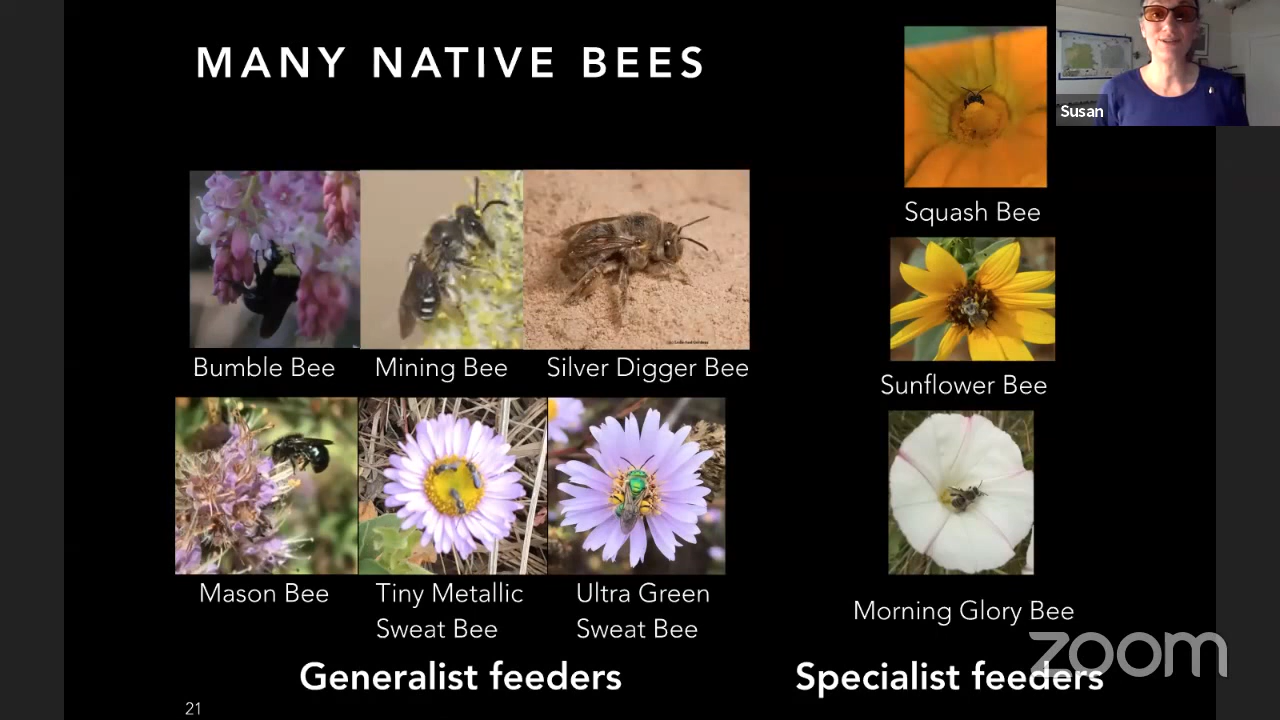 MANY NATIVE BEES
Susan
Squash Bee
Sunflower Bee
Bumble Bee
Mining Bee
Silver Digger Bee
Mason Bee
Tiny Metallic
Sweat Bee
Ultra Green
Sweat Bee
Morning Glory Bee
Generalist feeders
Specialist feeders
zoom
21